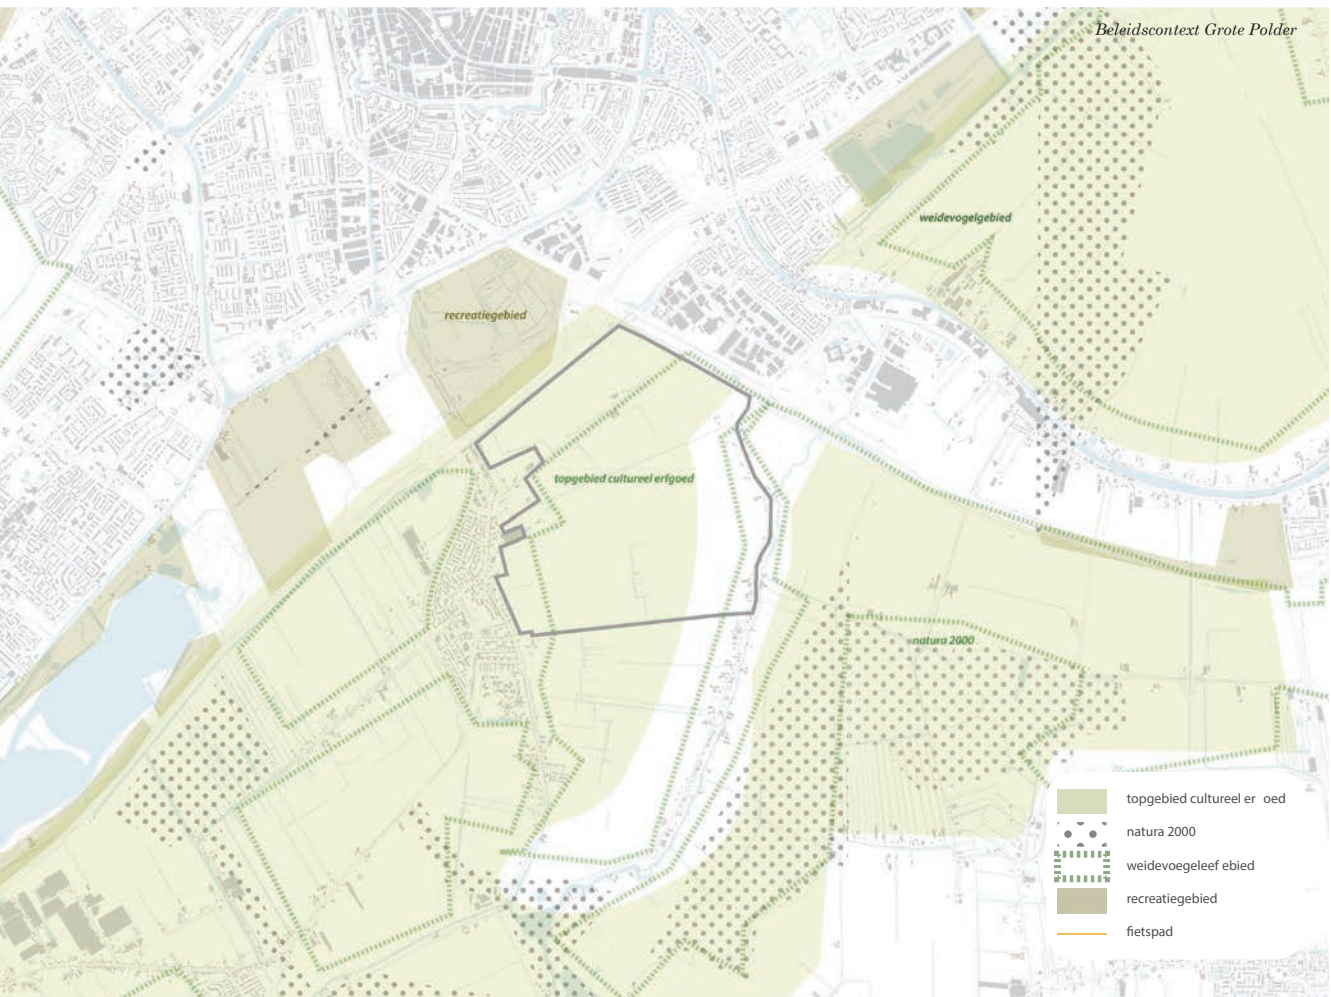 Beleidscontext Grote Polder
weidevogelgebied
recreatiegebied
topgebied cultureel erfgoed
natura 2000
topgebied cultureel er oed
natura 2000
weidevoegeleef ebied
recreatiegebied
fietspad